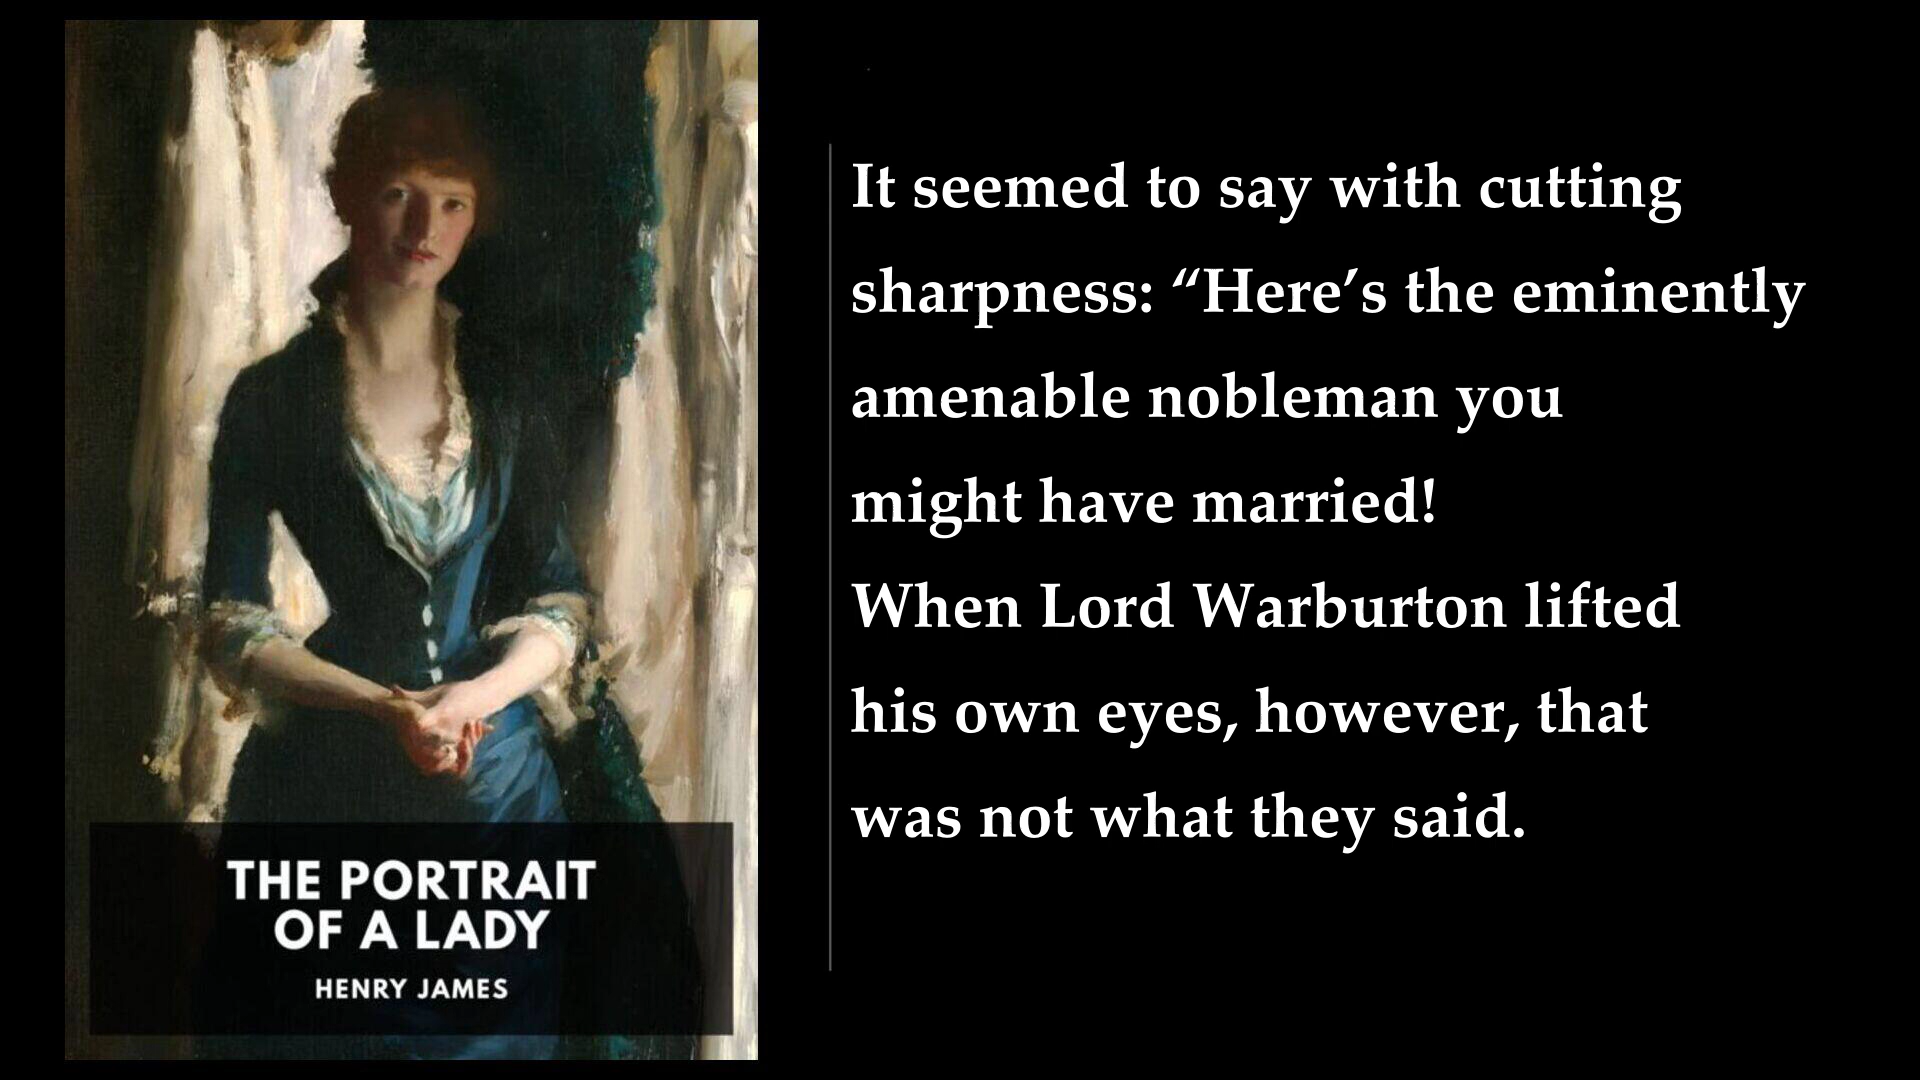 It seemed to say with cutting
sharpness: “Here’s the eminently
amenable nobleman you
might have married!
When Lord Warburton lifted
his own eyes, however, that
was not what they said.
THE PORTRAIT
OF A LADY
HENRY JAMES